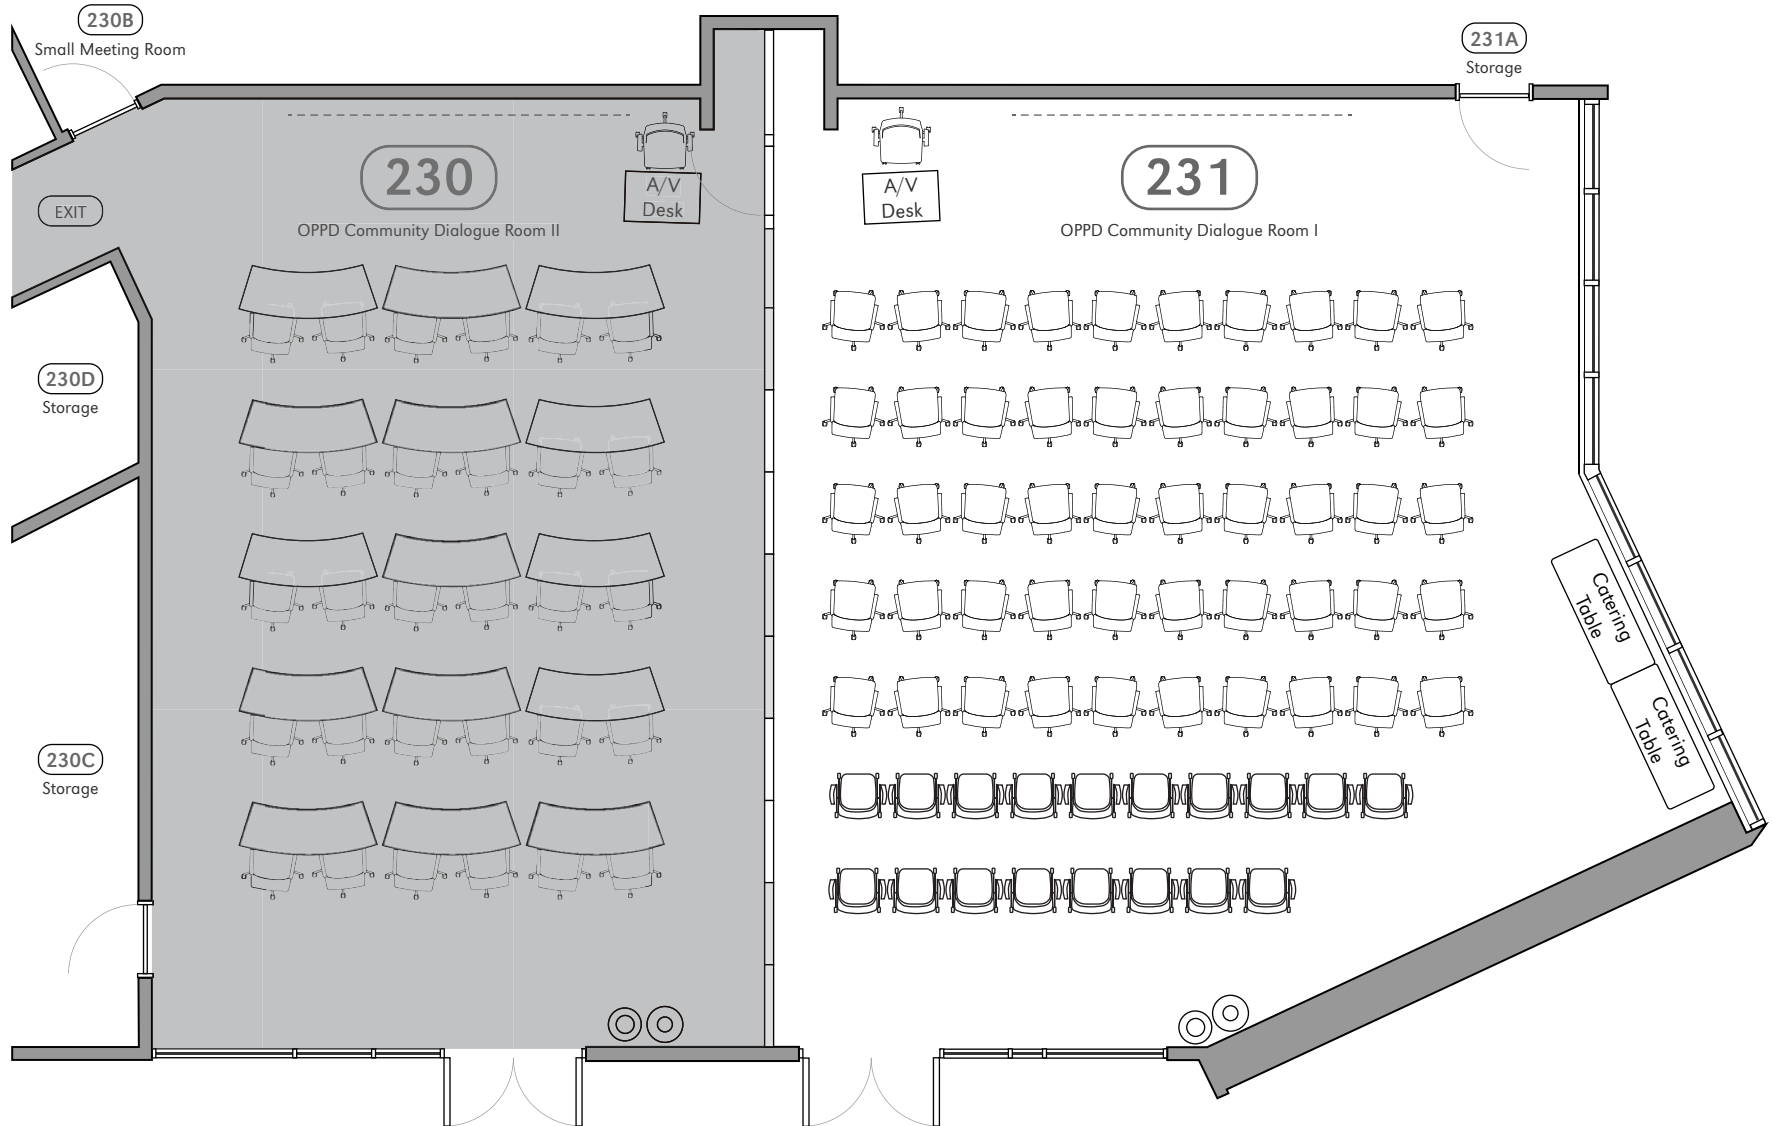 230B
Small Meeting Room
231A
Storage
230
OPPD Community Dialogue Room II
A/V
Desk
A/V
Desk
231
OPPD Community Dialogue Room I
EXIT
230D
Storage
Catering
Table
Catering
Table
230C
Storage